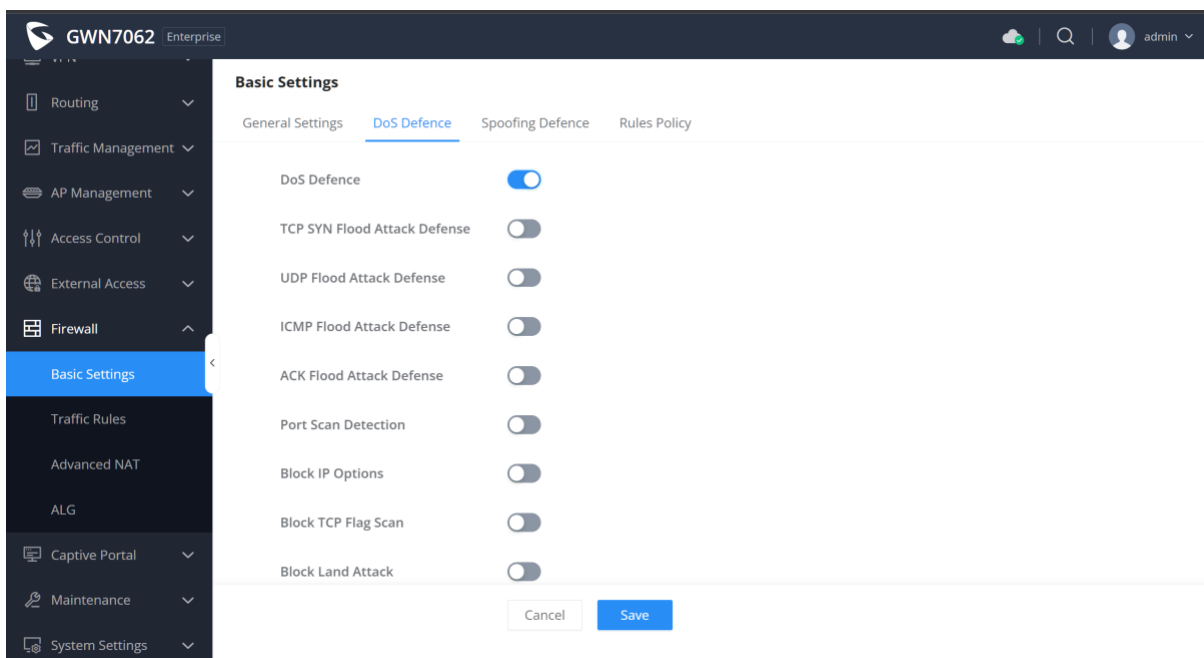 GWN7062 Enterprise
admin
VPN
Routing
Traffic Management
AP Management
Access Control
External Access
Firewall
Basic Settings
Traffic Rules
Advanced NAT
ALG
Captive Portal
Maintenance
System Settings
Basic Settings
General Settings DoS Defence Spoofing Defence Rules Policy
DoS Defence
TCP SYN Flood Attack Defense
UDP Flood Attack Defense
ICMP Flood Attack Defense
ACK Flood Attack Defense
Port Scan Detection
Block IP Options
Block TCP Flag Scan
Block Land Attack
Cancel Save